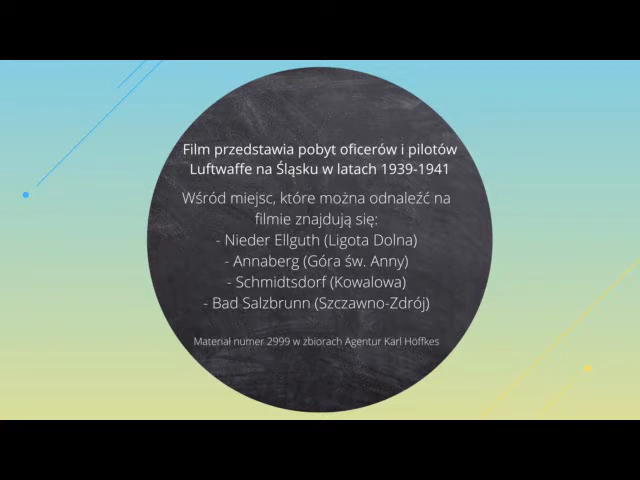 Film przedstawia pobyt oficerów i pilotów
Luftwaffe na Śląsku w latach 1939-1941
Wśród miejsc, które można odnaleźć na
filmie znajdują się:
- Nieder Ellguth (Ligota Dolna)
- Annaberg (Góra św. Anny)
- Schmidtsdorf (Kowalowa)
- Bad Salzbrunn (Szczawno-Zdrój)
Materiał numer 2999 w zbiorach Agentur Karl Höffkes